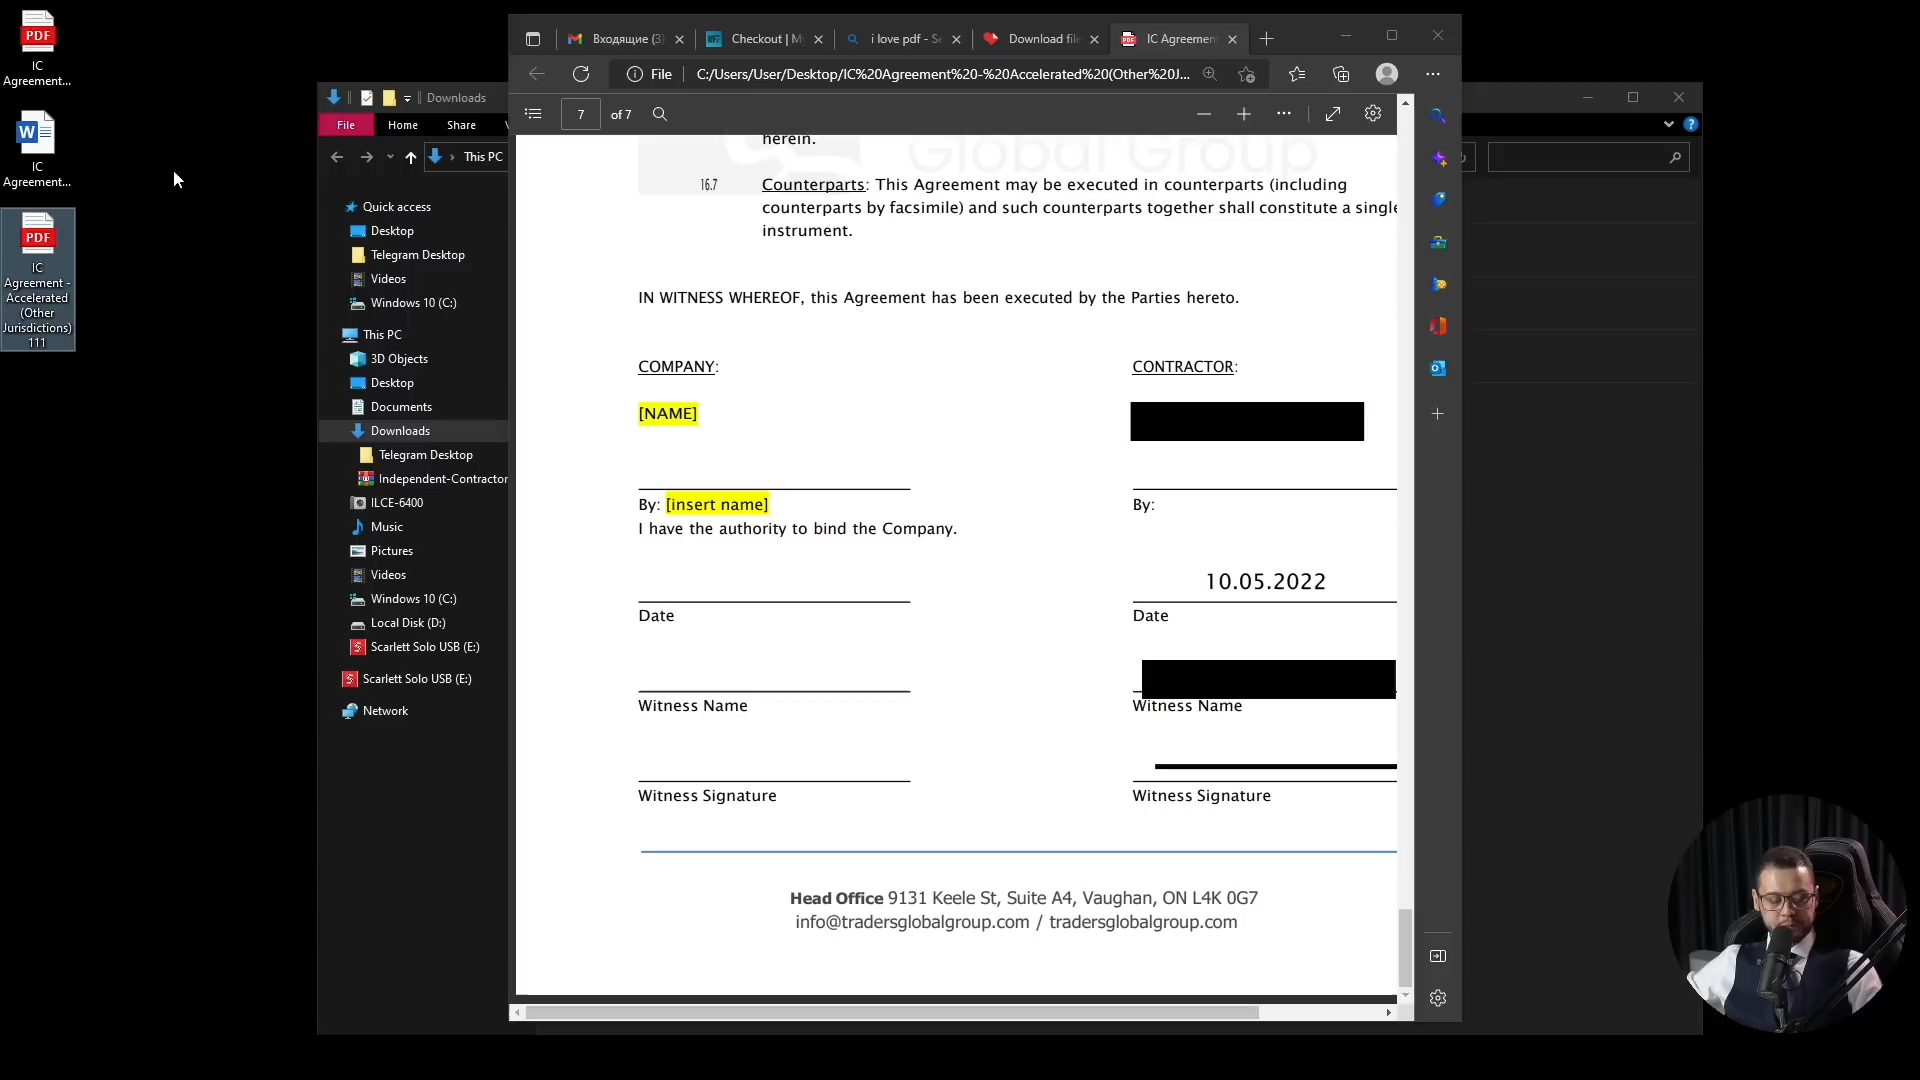 PDF
IC
Agreement...
W
IC
Agreement...
PDF
IC
Agreement -
Accelerated
(Other
Jurisdictions)
111
Downloads
File
Home
Share
This PC
Quick access
Desktop
Telegram Desktop
Videos
Windows 10 (C:)
This PC
3D Objects
Desktop
Documents
Downloads
Telegram Desktop
Independent-Contractor
ILCE-6400
Music
Pictures
Videos
Windows 10 (C:)
Local Disk (D:)
Scarlett Solo USB (E:)
Scarlett Solo USB (E:)
Network
Входящие (3)
Checkout | M
i love pdf - Se
Download file
IC Agreement
File
C:/Users/User/Desktop/IC%20Agreement%20-%20Accelerated%20(Other%20J...
7 of 7
herein.
Global Group
16.7 Counterparts: This Agreement may be executed in counterparts (including
counterparts by facsimile) and such counterparts together shall constitute a single
instrument.
IN WITNESS WHEREOF, this Agreement has been executed by the Parties hereto.
COMPANY:
CONTRACTOR:
[NAME]
By: [insert name]
By:
I have the authority to bind the Company.
10.05.2022
Date
Date
Witness Name
Witness Name
Witness Signature
Witness Signature
Head Office 9131 Keele St, Suite A4, Vaughan, ON L4K 0G7
info@tradersglobalgroup.com / tradersglobalgroup.com